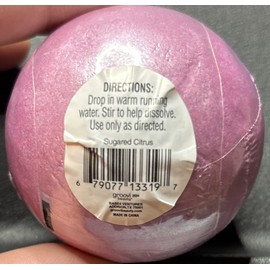 DIRECTIONS:
Drop in warm running
water. Stir to help dissolve.
Use only as directed.
Sugared Citrus
6 79077 13319 7
groovi
MADE IN CHINA